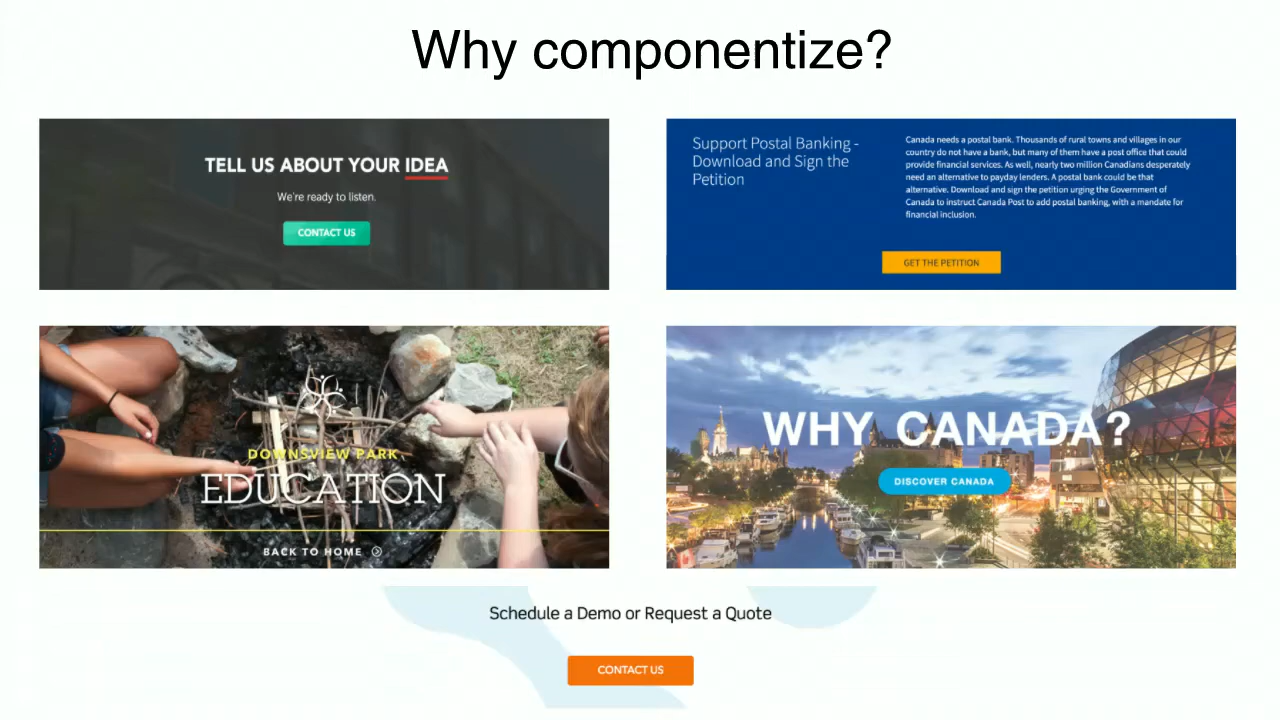 Why componentize?
TELL US ABOUT YOUR IDEA
We're ready to listen.
CONTACT US
Support Postal Banking -
Download and Sign the
Petition
Canada needs a postal bank. Thousands of rural towns and villages in our
country do not have a bank, but many of them have a post office that could
provide financial services. As well, nearly two million Canadians desperately
need an alternative to payday lenders. A postal bank could be that
alternative. Download and sign the petition urging the Government of
Canada to instruct Canada Post to add postal banking, with a mandate for
financial inclusion.
GET THE PETITION
DOWNSVIEW PARK
EDUCATION
BACK TO HOME
WHY CANADA?
DISCOVER CANADA
Schedule a Demo or Request a Quote
CONTACT US